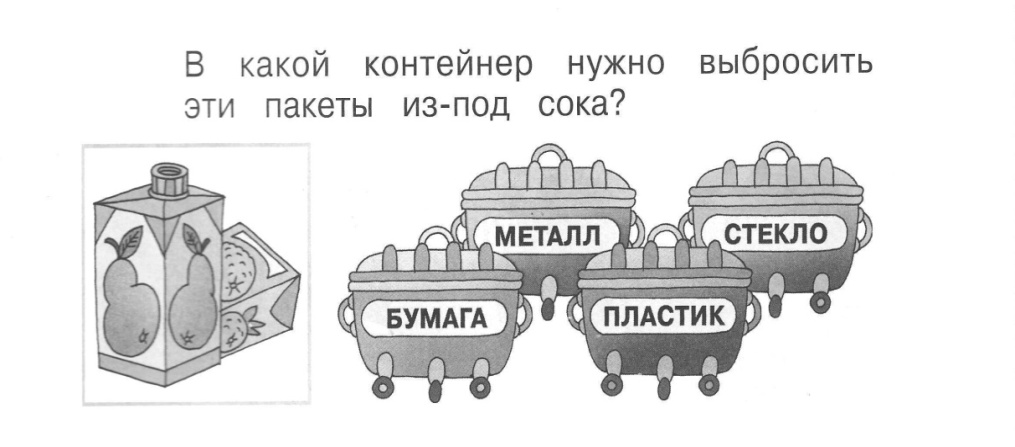 В какой контейнер нужно выбросить
эти пакеты из-под сока?
МЕТАЛЛ
СТЕКЛО
БУМАГА
ПЛАСТИК